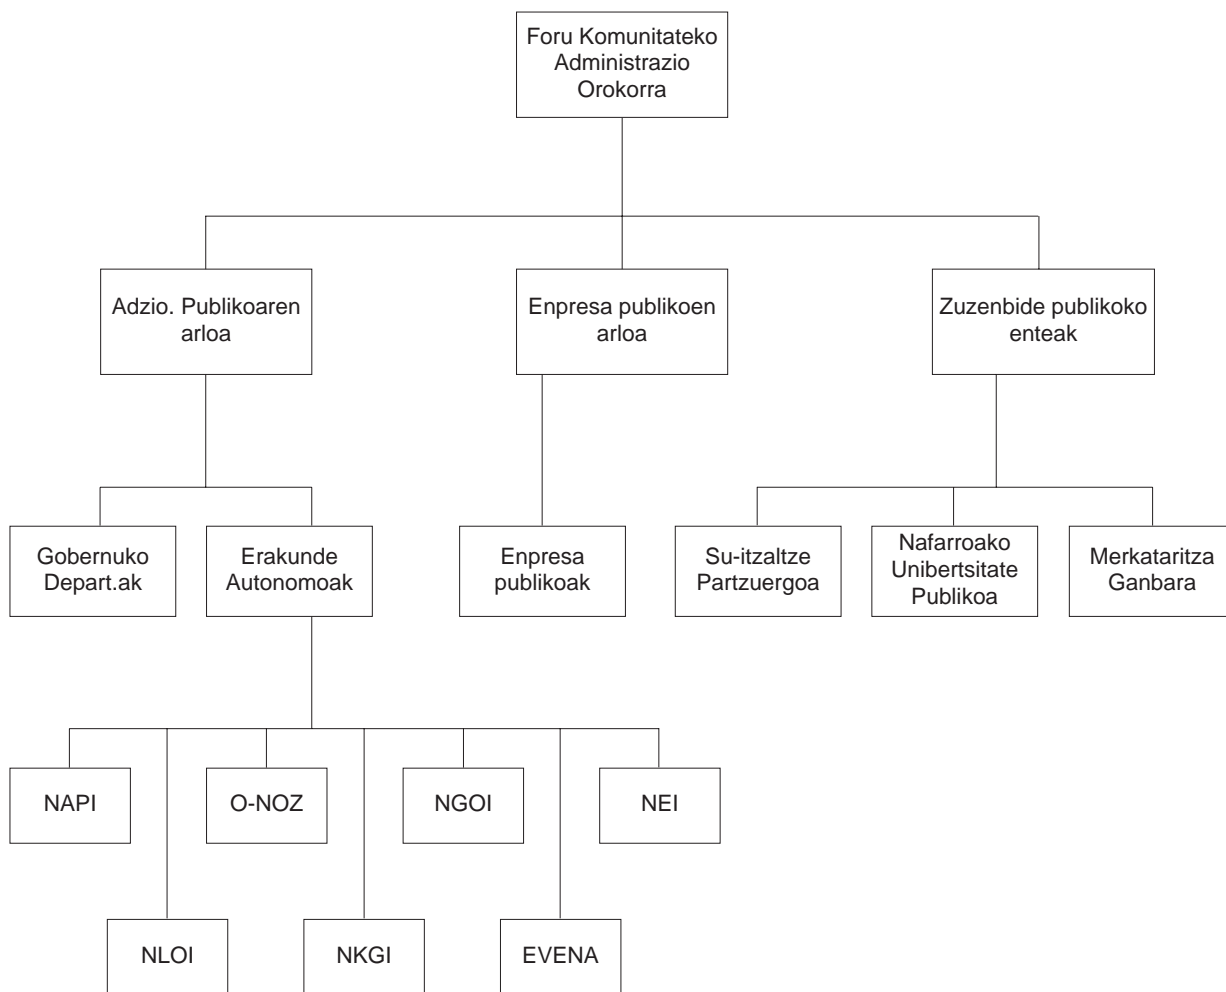 Foru Komunitateko
Administrazio
Orokorra
Adzio. Publikoaren
arloa
Enpresa publikoen
arloa
Zuzenbide publikoko
enteak
Gobernuko
Depart.ak
Erakunde
Autonomoak
Enpresa
publikoak
Su-itzaltze
Partzuergoa
Nafarroako
Unibertsitate
Publikoa
Merkataritza
Ganbara
NAPI
O-NOZ
NGOI
NEI
NLOI
NKGI
EVENA